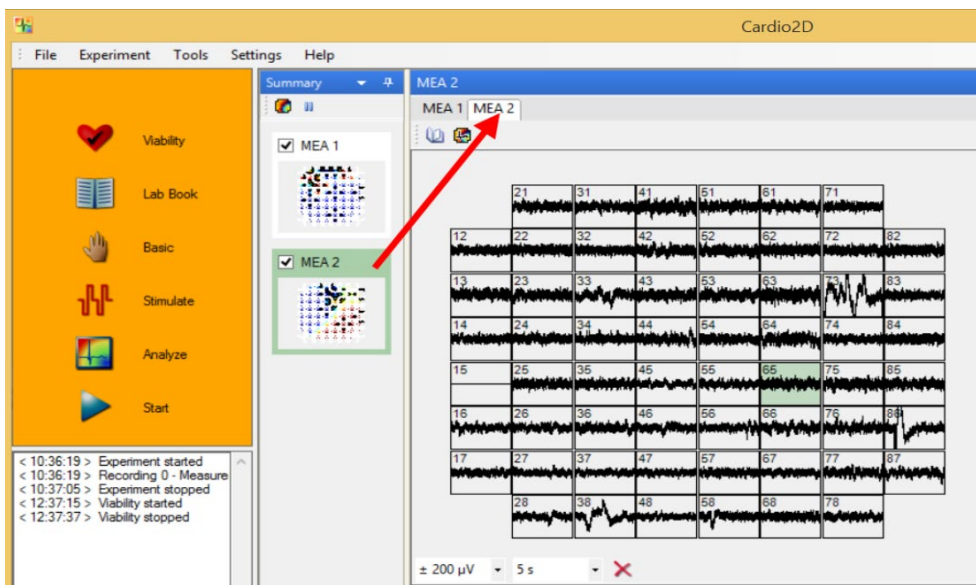 Cardio2D
File Experiment Tools Settings Help
Viability
Lab Book
Basic
Stimulate
Analyze
Start
< 10:36:19 > Experiment started
< 10:36:19 > Recording 0 - Measure
< 10:37:05 > Experiment stopped
< 12:37:15 > Viability started
< 12:37:37 > Viability stopped
Summary
MEA 1
MEA 2
MEA 2
MEA 1 MEA 2
21 31 41 51 61 71
12 22 32 42 52 62 72 82
13 23 33 43 53 63 73 83
14 24 34 44 54 64 74 84
15 25 35 45 55 65 75 85
16 26 36 46 56 66 76 86
17 27 37 47 57 67 77 87
28 38 48 58 68 78
± 200 µV 5 s